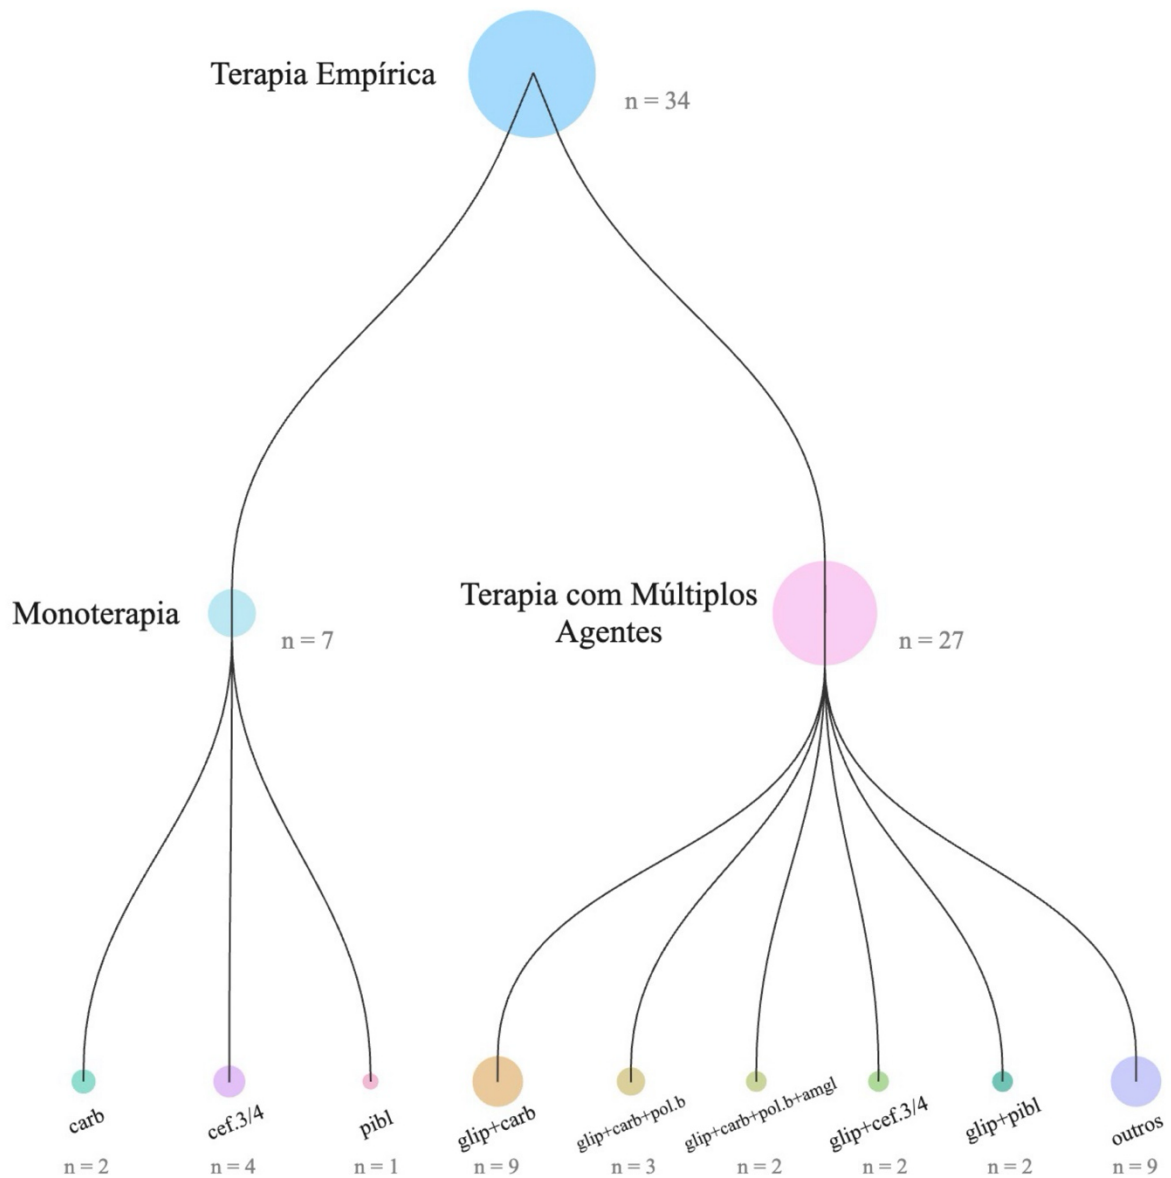 Terapia Empírica
n = 34
Monoterapia
n = 7
Terapia com Múltiplos
Agentes
n = 27
carb
cef.3/4
pibl
glip+carb
glip+carb+pol.b
glip+carb+pol.b+amgl
glip+cef.3/4
glip+pibl
outros
n = 2
n = 4
n = 1
n = 9
n = 3
n = 2
n = 2
n = 2
n = 9